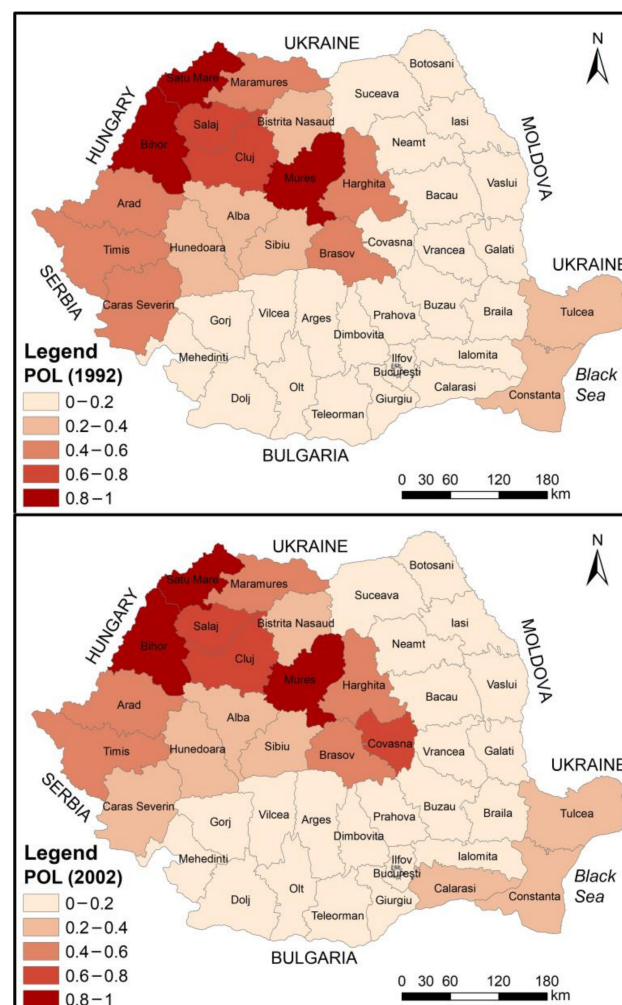 UKRAINE
N
Botosani
Satu Mare
Maramures
Suceava
HUNGARY
Iasi
MOLDOVA
Salaj
Bistrita Nasaud
Neamt
Bihor
Cluj
Mures
Harghita
Vaslui
Bacau
Arad
Alba
Timis
Hunedoara
Sibiu
Brasov
Covasna
Vrancea
Galati
SERBIA
UKRAINE
Caras Severin
Buzau
Braila
Tulcea
Gorj
Vilcea
Arges
Prahova
Dimbovita
Legend
POL (1992)
Mehedinti
Ilfov
Ialomita
Bucureşti
Black
Sea
0–0.2
Dolj
Olt
Giurgiu
Calarasi
Constanta
0.2–0.4
Teleorman
0.4–0.6
BULGARIA
0.6–0.8
0 30 60 120 180
0.8–1
km
UKRAINE
N
Botosani
Satu Mare
Maramures
Suceava
HUNGARY
Iasi
MOLDOVA
Salaj
Bistrita Nasaud
Neamt
Bihor
Cluj
Mures
Harghita
Vaslui
Bacau
Arad
Alba
Timis
Hunedoara
Sibiu
Brasov
Covasna
Vrancea
Galati
SERBIA
UKRAINE
Caras Severin
Buzau
Braila
Tulcea
Gorj
Vilcea
Arges
Prahova
Dimbovita
Legend
POL (2002)
Mehedinti
Ilfov
Ialomita
Bucureşti
Black
Sea
0–0.2
Dolj
Olt
Giurgiu
Calarasi
Constanta
0.2–0.4
Teleorman
0.4–0.6
BULGARIA
0.6–0.8
0 30 60 120 180
0.8–1
km